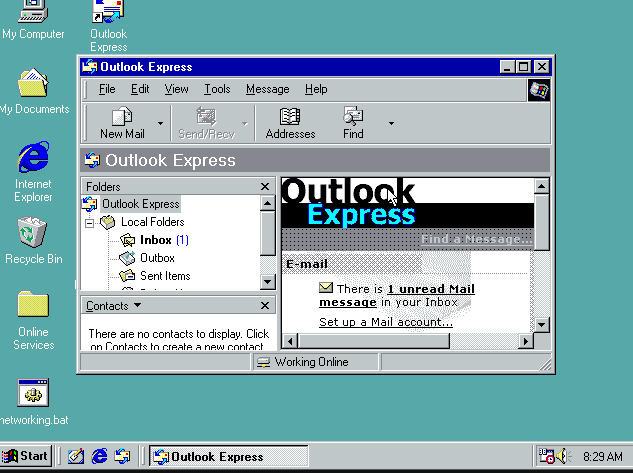 My Computer
Outlook
Express
My Documents
Internet
Explorer
Recycle Bin
Online
Services
networking.bat
Outlook Express
File Edit View Tools Message Help
New Mail Send/Recv Addresses Find
Outlook Express
Folders
Outlook Express
Local Folders
Inbox (1)
Outbox
Sent Items
Contacts
There are no contacts to display. Click
on Contacts to create a new contact.
Outlook
Express
Find a Message...
E-mail
There is 1 unread Mail
message in your Inbox
Set up a Mail account...
Working Online
Start Outlook Express 8:29 AM